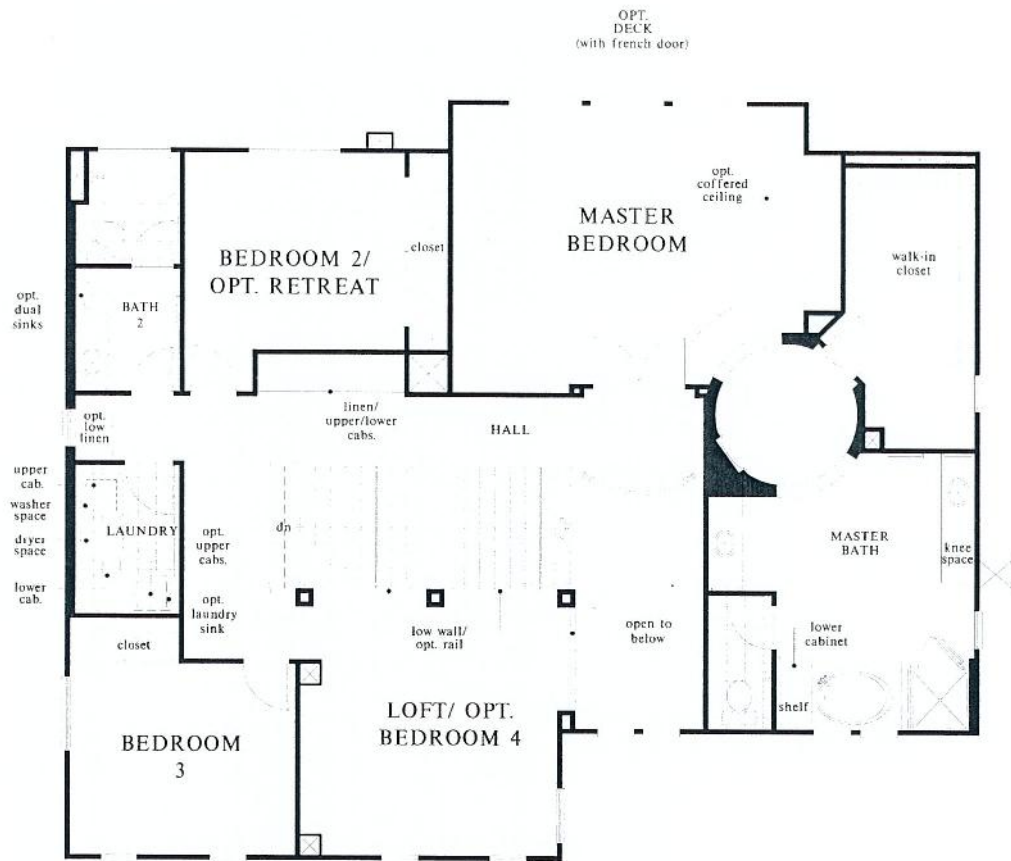 OPT.
DECK
(with french door)
opt.
coffered
ceiling
MASTER
BEDROOM
walk-in
closet
BEDROOM 2/
OPT. RETREAT
closet
opt.
dual
sinks
BATH
2
opt.
low
linen
linen/
upper/lower
cabs.
HALL
upper
cab.
washer
space
dryer
space
lower
cab.
LAUNDRY
opt.
upper
cabs.
opt.
laundry
sink
dn
MASTER
BATH
knee
space
closet
low wall/
opt. rail
open to
below
lower
cabinet
shelf
LOFT/ OPT.
BEDROOM 4
BEDROOM
3